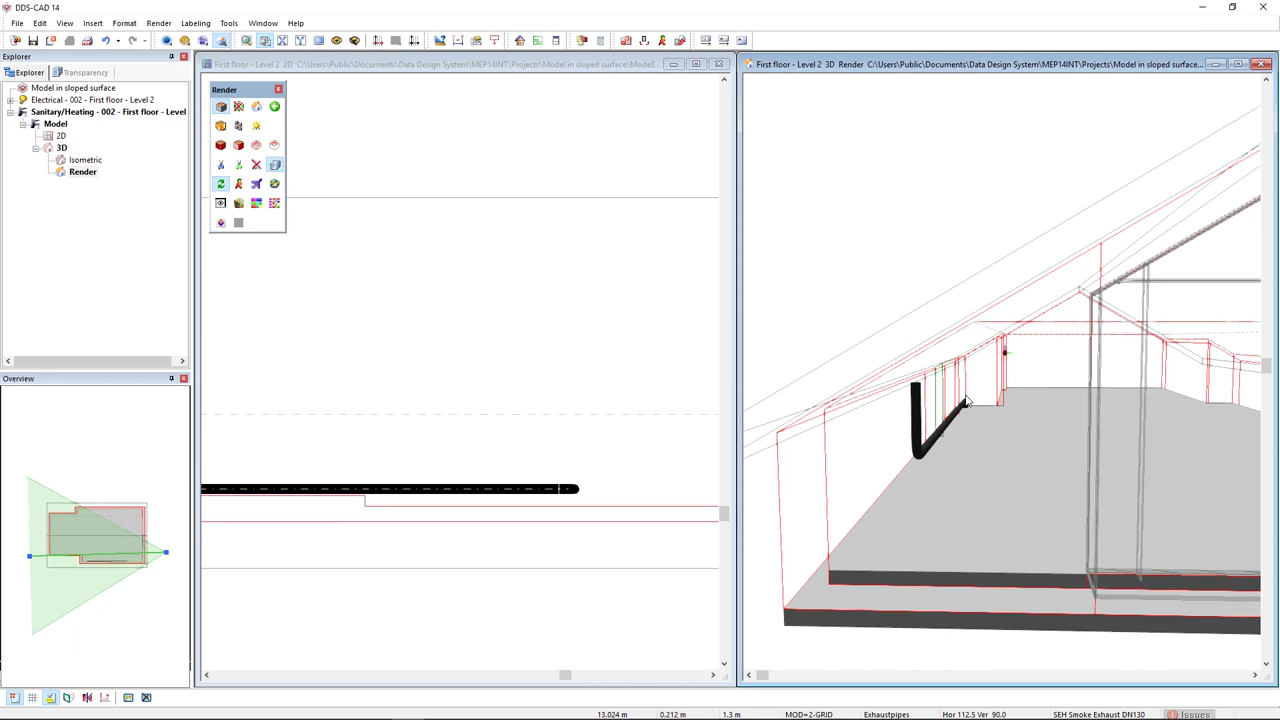 DDS-CAD 14
File Edit View Insert Format Render Labeling Tools Window Help
Explorer
Explorer Transparency
Model in sloped surface
Electrical - 002 - First floor - Level 2
Sanitary/Heating - 002 - First floor - Level
Model
2D
3D
Isometric
Render
Overview
First floor - Level 2 2D C:\Users\Public\Documents\Data Design System\MEP14INT\Projects\Model in sloped surface\Modell...
Render
First floor - Level 2 3D Render C:\Users\Public\Documents\Data Design System\MEP14INT\Projects\Model in sloped surface...
13.024 m 0.212 m 1.3 m MOD=2-GRID Exhaustpipes Hor 112.5 Ver 90.0 SEH Smoke Exhaust DN130 Issues